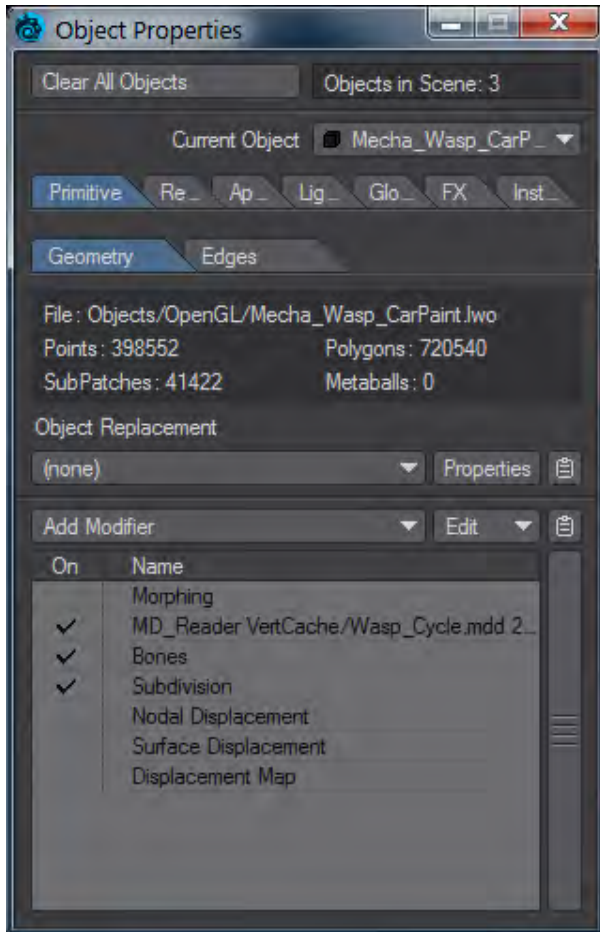 Object Properties
Clear All Objects Objects in Scene: 3
Current Object Mecha_Wasp_CarP...
Primitive Re... Ap... Lig... Glo... FX Inst...
Geometry Edges
File: Objects/OpenGL/Mecha_Wasp_CarPaint.lwo
Points: 398552 Polygons: 720540
SubPatches: 41422 Metaballs: 0
Object Replacement
(none) Properties
Add Modifier Edit
On Name
Morphing
MD_Reader VertCache/Wasp_Cycle.mdd 2...
Bones
Subdivision
Nodal Displacement
Surface Displacement
Displacement Map